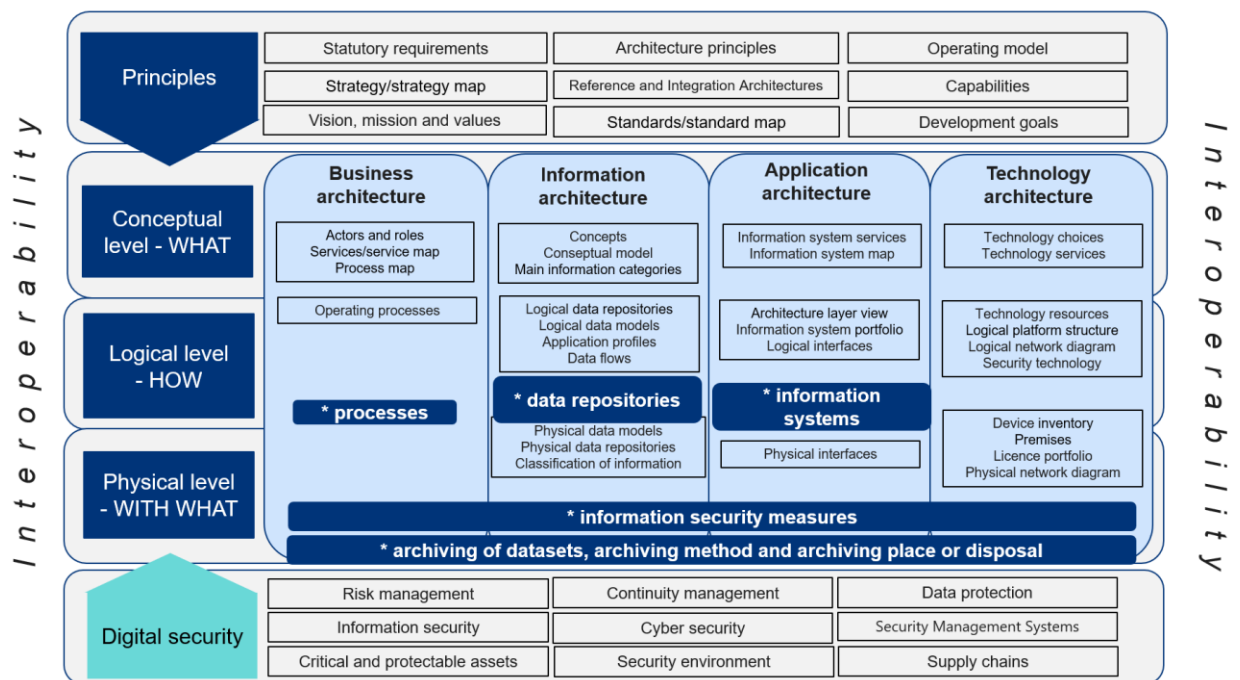 Interoperability
Principles
Statutory requirements
Architecture principles
Operating model
Strategy/strategy map
Reference and Integration Architectures
Capabilities
Vision, mission and values
Standards/standard map
Development goals
Business
architecture
Information
architecture
Application
architecture
Technology
architecture
Conceptual
level - WHAT
Actors and roles
Services/service map
Process map
Concepts
Conseptual model
Main information categories
Information system services
Information system map
Technology choices
Technology services
Logical level
- HOW
Operating processes
Logical data repositories
Logical data models
Application profiles
Data flows
Architecture layer view
Information system portfolio
Logical interfaces
Technology resources
Logical platform structure
Logical network diagram
Security technology
* processes
* data repositories
* information
systems
Physical level
- WITH WHAT
Physical data models
Physical data repositories
Classification of information
Physical interfaces
Device inventory
Premises
Licence portfolio
Physical network diagram
* information security measures
* archiving of datasets, archiving method and archiving place or disposal
Digital security
Risk management
Continuity management
Data protection
Information security
Cyber security
Security Management Systems
Critical and protectable assets
Security environment
Supply chains
Interoperability